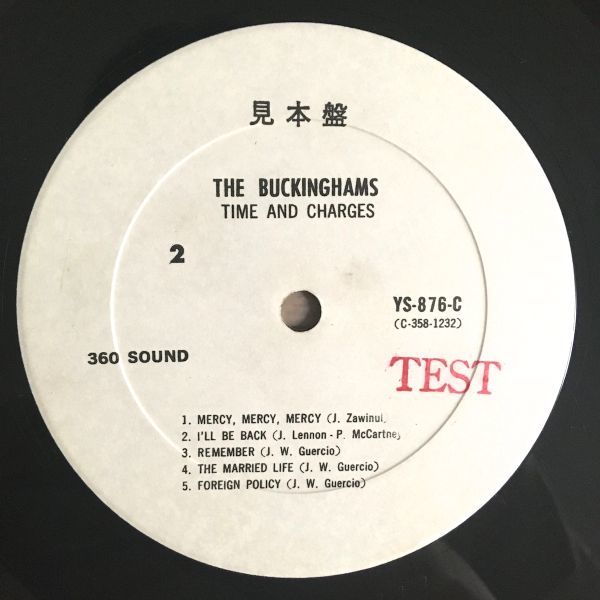 見本盤
THE BUCKINGHAMS
TIME AND CHARGES
2
YS-876-C
(C-358-1232)
360 SOUND
TEST
1. MERCY, MERCY, MERCY (J. Zawinul
2. I'LL BE BACK (J. Lennon - P. McCartney
3. REMEMBER (J. W. Guercio)
4. THE MARRIED LIFE (J. W. Guercio)
5. FOREIGN POLICY (J. W. Guercio)